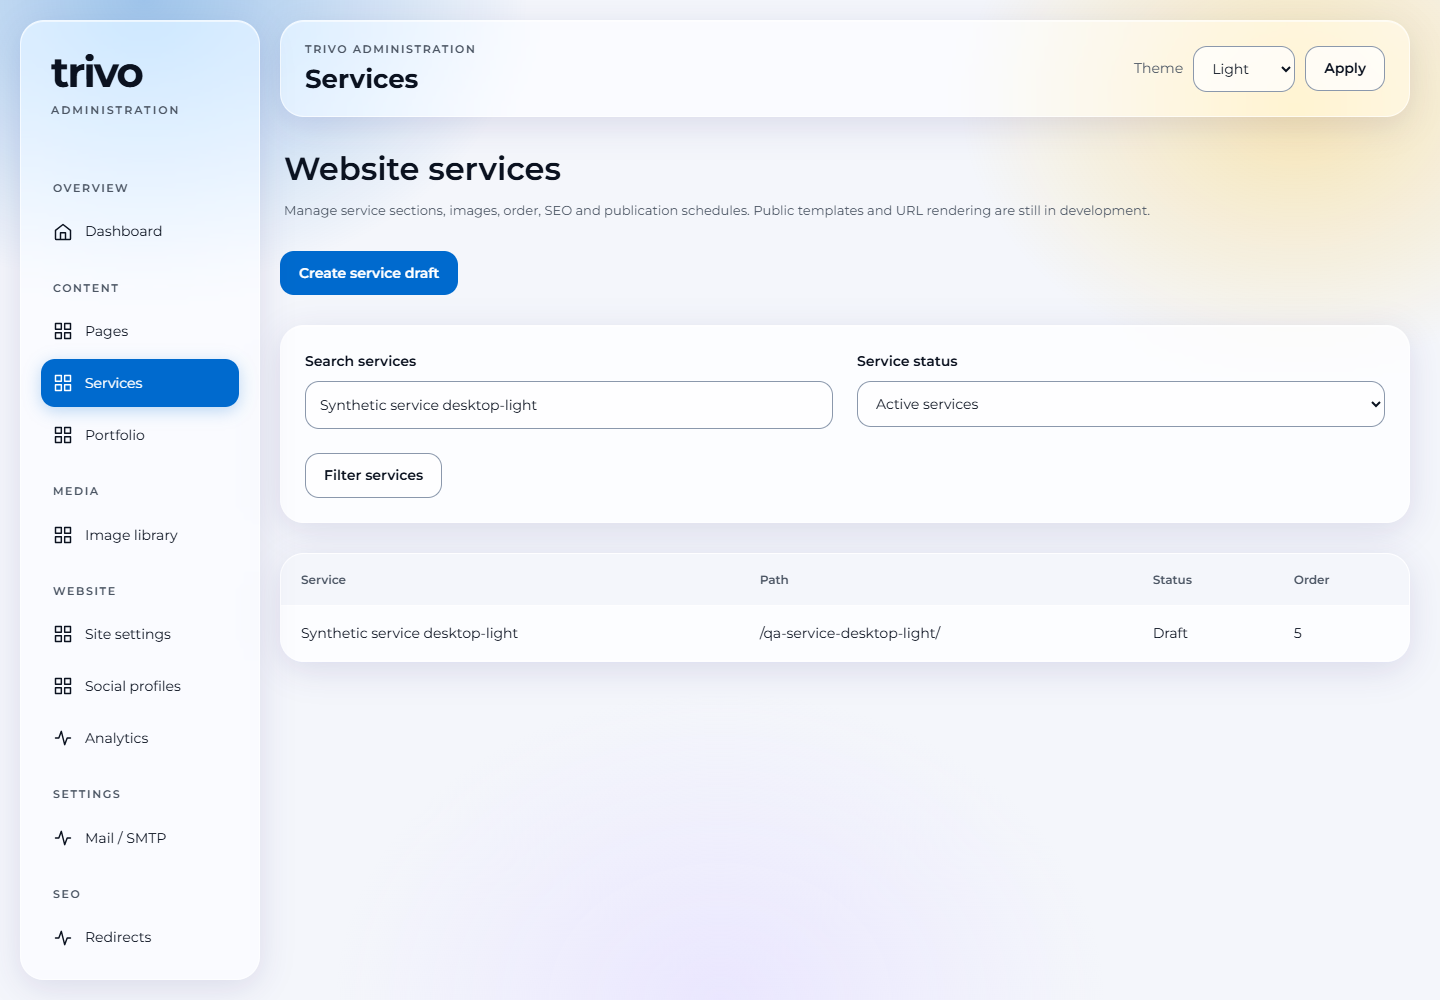 trivo
ADMINISTRATION
OVERVIEW
Dashboard
CONTENT
Pages
Services
Portfolio
MEDIA
Image library
WEBSITE
Site settings
Social profiles
Analytics
SETTINGS
Mail / SMTP
SEO
Redirects
TRIVO ADMINISTRATION
Services
Theme Light Apply
Website services
Manage service sections, images, order, SEO and publication schedules. Public templates and URL rendering are still in development.
Create service draft
Search services Service status
Synthetic service desktop-light Active services
Filter services
Service Path Status Order
Synthetic service desktop-light /qa-service-desktop-light/ Draft 5